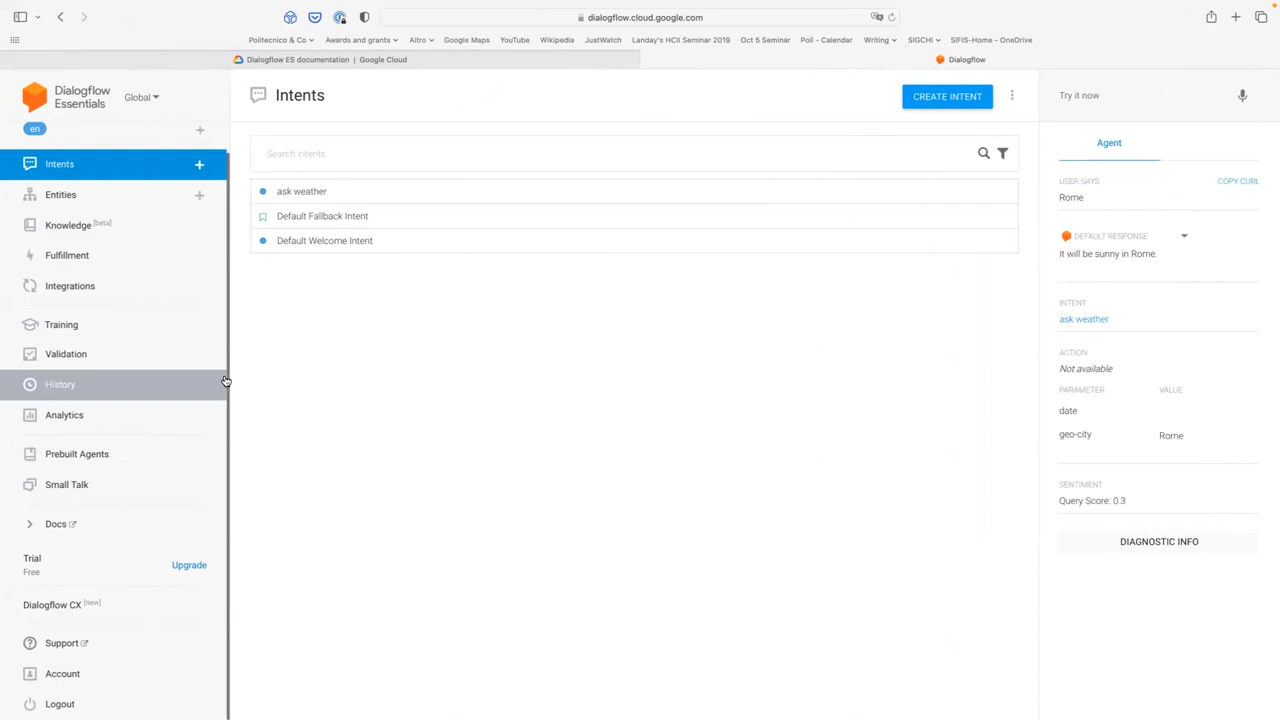 dialogflow.cloud.google.com
Politecnico & Co
Awards and grants
Altro
Google Maps
YouTube
Wikipedia
JustWatch
Landay's HCII Seminar 2019
Oct 5 Seminar
Poli - Calendar
Writing
SIGCHI
SIFIS-Home - OneDrive
Dialogflow ES documentation | Google Cloud
Dialogflow
Dialogflow
Essentials
Global
en
Intents
Entities
Knowledge [beta]
Fulfillment
Integrations
Training
Validation
History
Analytics
Prebuilt Agents
Small Talk
Docs
Trial
Free
Upgrade
Dialogflow CX [new]
Support
Account
Logout
Intents
CREATE INTENT
Search intents
ask weather
Default Fallback Intent
Default Welcome Intent
Try it now
Agent
USER SAYS
COPY CURL
Rome
DEFAULT RESPONSE
It will be sunny in Rome.
INTENT
ask weather
ACTION
Not available
PARAMETER
VALUE
date
geo-city
Rome
SENTIMENT
Query Score: 0.3
DIAGNOSTIC INFO